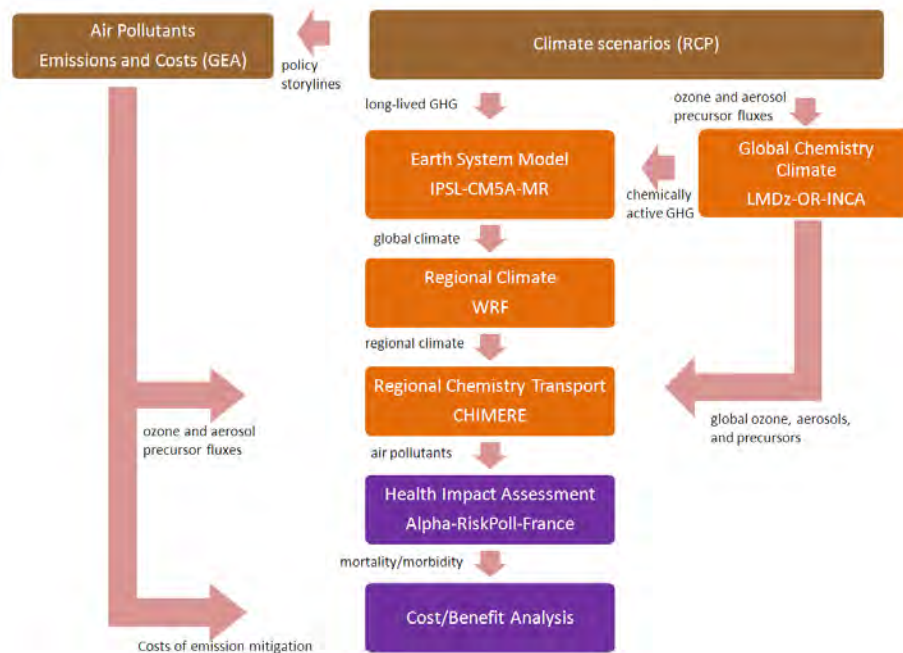 Air Pollutants
Emissions and Costs (GEA)
policy
storylines
Climate scenarios (RCP)
long-lived GHG
ozone and aerosol
precursor fluxes
Earth System Model
IPSL-CM5A-MR
chemically
active GHG
Global Chemistry
Climate
LMDz-OR-INCA
global climate
Regional Climate
WRF
regional climate
Regional Chemistry Transport
CHIMERE
ozone and aerosol
precursor fluxes
global ozone, aerosols,
and precursors
air pollutants
Health Impact Assessment
Alpha-RiskPoll-France
mortality/morbidity
Cost/Benefit Analysis
Costs of emission mitigation